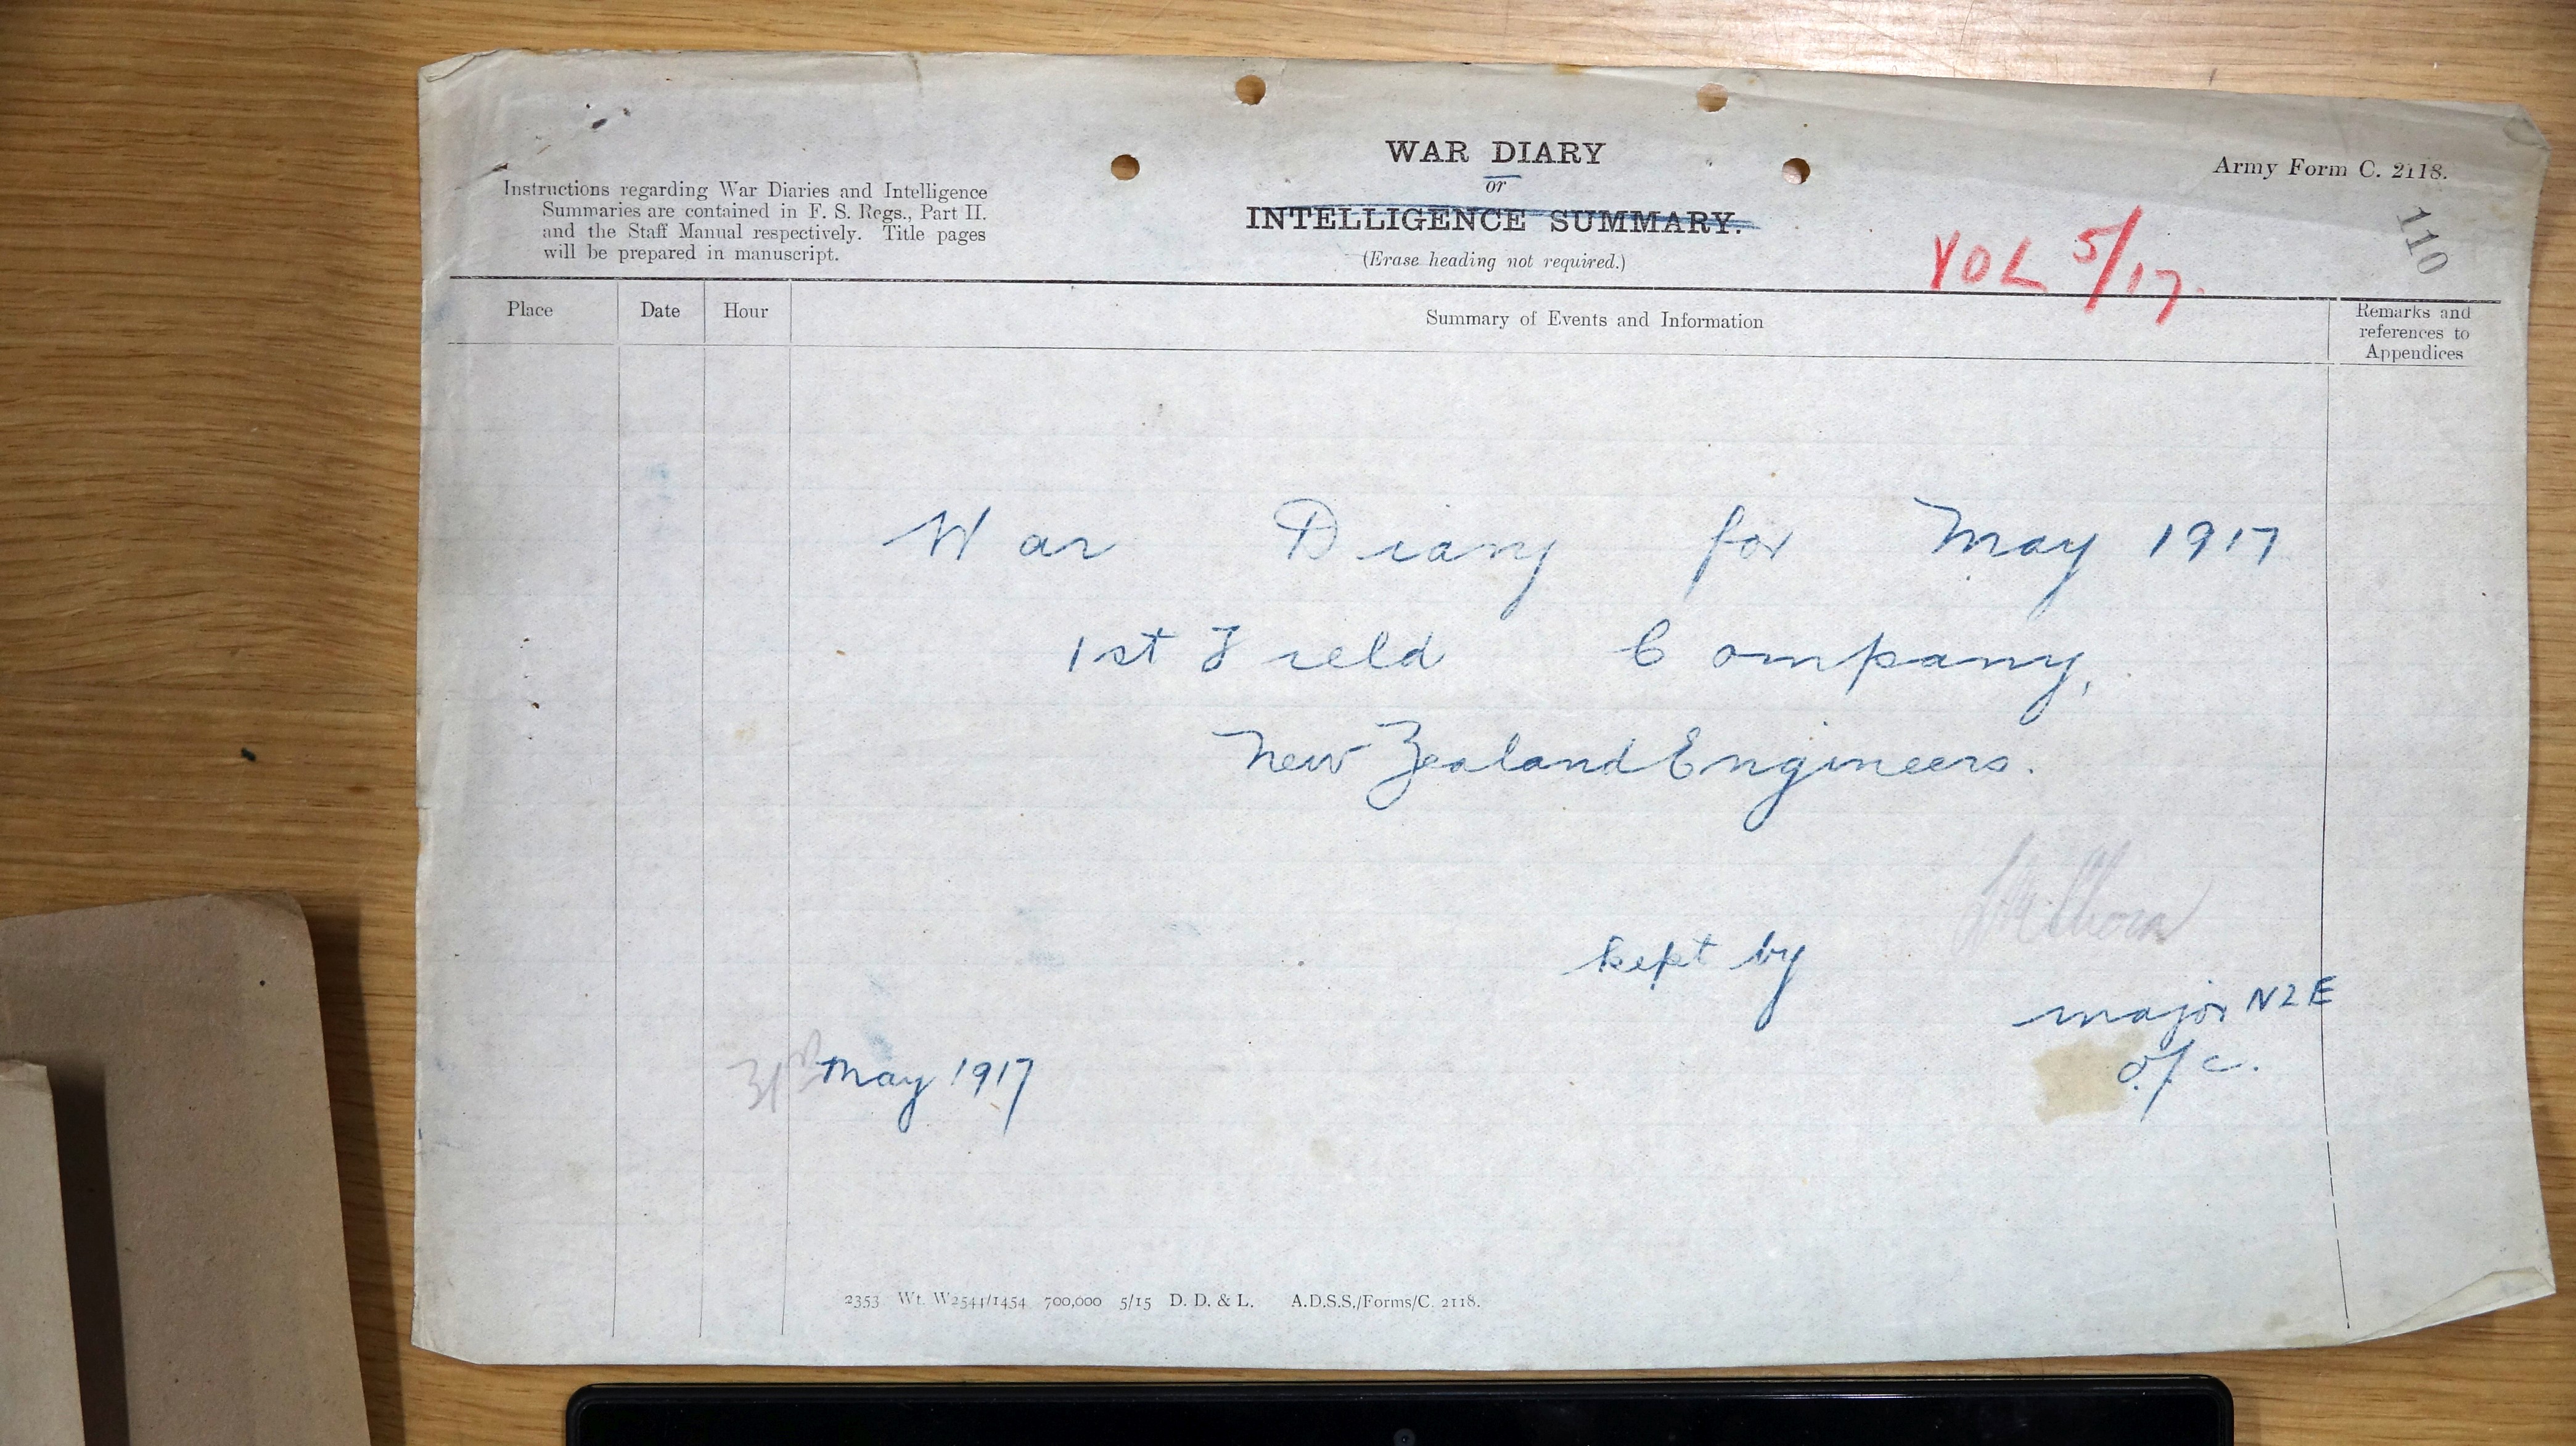 WAR DIARY
or
INTELLIGENCE SUMMARY.
(Erase heading not required.)
Army Form C. 2118.
110
Instructions regarding War Diaries and Intelligence
Summaries are contained in F. S. Regs., Part II.
and the Staff Manual respectively. Title pages
will be prepared in manuscript.
VOL 5/17.
Place
Date
Hour
Summary of Events and Information
Remarks and
references to
Appendices
War Diary for May 1917
1st Field Company,
New Zealand Engineers.
kept by
major NZE
o/c.
31st May 1917
2353 Wt. W2544/1454 700,000 5/15 D. D. & L. A.D.S.S./Forms/C. 2118.